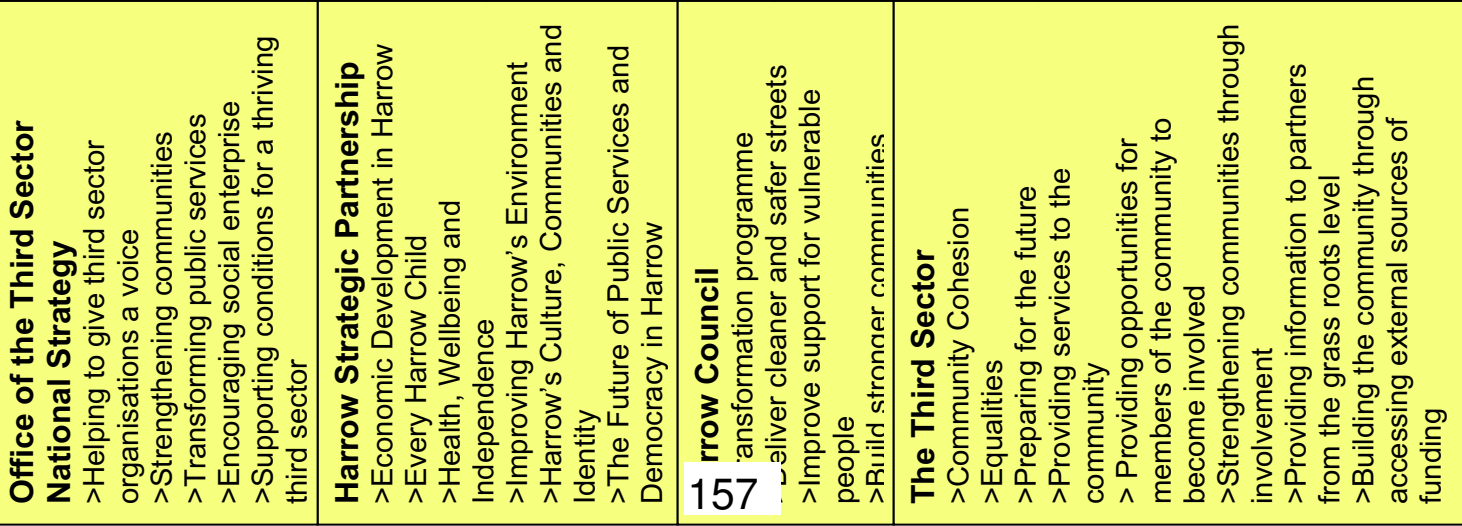 Office of the Third Sector
National Strategy
>Helping to give third sector
organisations a voice
>Strengthening communities
>Transforming public services
>Encouraging social enterprise
>Supporting conditions for a thriving
third sector
Harrow Strategic Partnership
>Economic Development in Harrow
>Every Harrow Child
>Health, Wellbeing and
Independence
>Improving Harrow's Environment
>Harrow's Culture, Communities and
Identity
>The Future of Public Services and
Democracy in Harrow
rrow Council
ransformation programme
Deliver cleaner and safer streets
>Improve support for vulnerable
people
>Build stronger communities
157
The Third Sector
>Community Cohesion
>Equalities
>Preparing for the future
>Providing services to the
community
> Providing opportunities for
members of the community to
become involved
>Strengthening communities through
involvement
>Providing information to partners
from the grass roots level
>Building the community through
accessing external sources of
funding